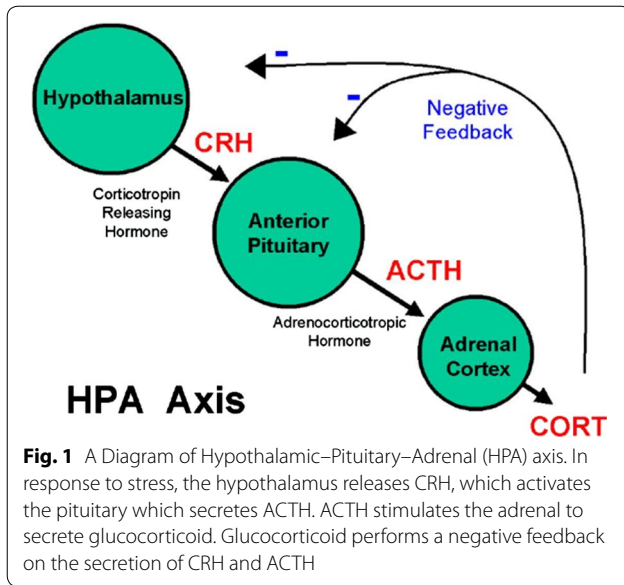 Hypothalamus
-
-
Negative
Feedback
CRH
Corticotropin
Releasing
Hormone
Anterior
Pituitary
ACTH
Adrenocorticotropic
Hormone
Adrenal
Cortex
HPA Axis
CORT
Fig. 1 A Diagram of Hypothalamic–Pituitary–Adrenal (HPA) axis. In
response to stress, the hypothalamus releases CRH, which activates
the pituitary which secretes ACTH. ACTH stimulates the adrenal to
secrete glucocorticoid. Glucocorticoid performs a negative feedback
on the secretion of CRH and ACTH